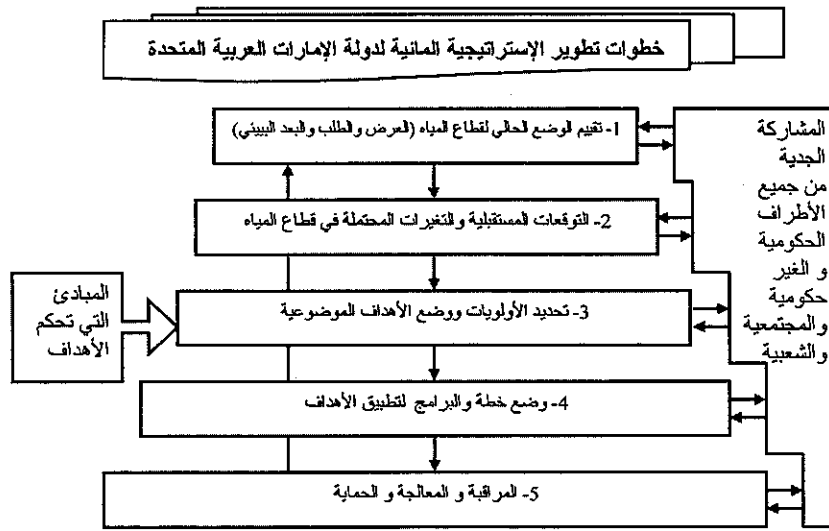 خطوات تطوير الإستراتيجية المائية لدولة الإمارات العربية المتحدة
1- تقييم الوضع الحالي لقطاع المياه (العرض والطلب والبعد البيئي)
2- التوقعات المستقبلية والتغيرات المحتملة في قطاع المياه
3- تحديد الأولويات ووضع الأهداف الموضوعية
4- وضع خطة والبرامج لتطبيق الأهداف
5- المراقبة و المعالجة و الحماية
المشاركة
الجدية
من جميع
الأطراف
الحكومية
و الغير
حكومية
والمجتمعية
والشعبية
المبادئ
التي تحكم
الأهداف